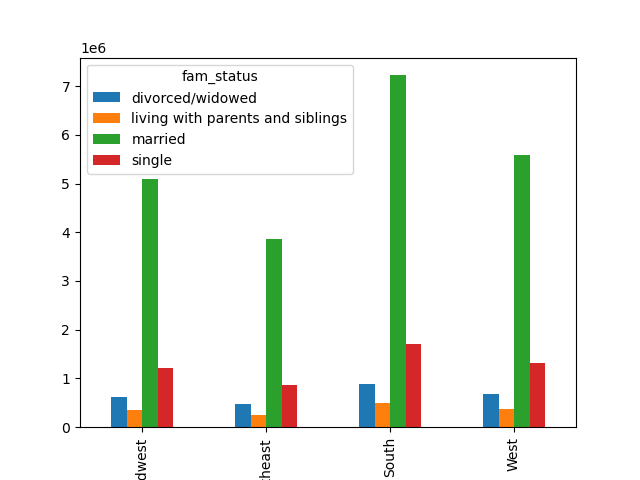 1e6
fam_status
divorced/widowed
living with parents and siblings
married
single
7
6
5
4
3
2
1
0
dwest
theast
South
West